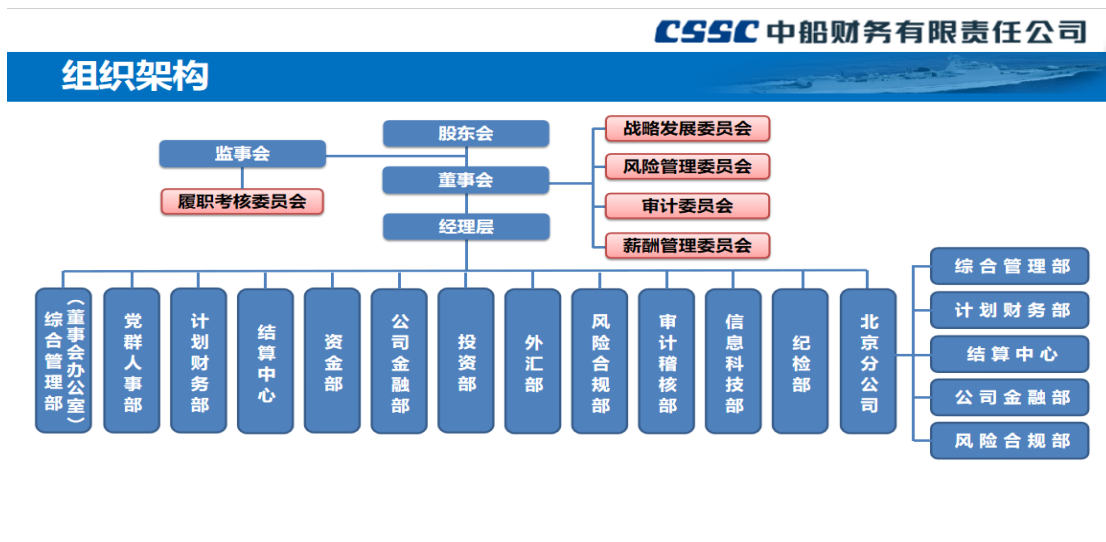 CSSC 中船财务有限责任公司
组织架构
股东会
监事会
董事会
履职考核委员会
经理层
战略发展委员会
风险管理委员会
审计委员会
薪酬管理委员会
综合管理部
（董事会办公室）
党群人事部
计划财务部
结算中心
资金部
公司金融部
投资部
外汇部
风险合规部
审计稽核部
信息科技部
纪检部
北京分公司
综合管理部
计划财务部
结算中心
公司金融部
风险合规部